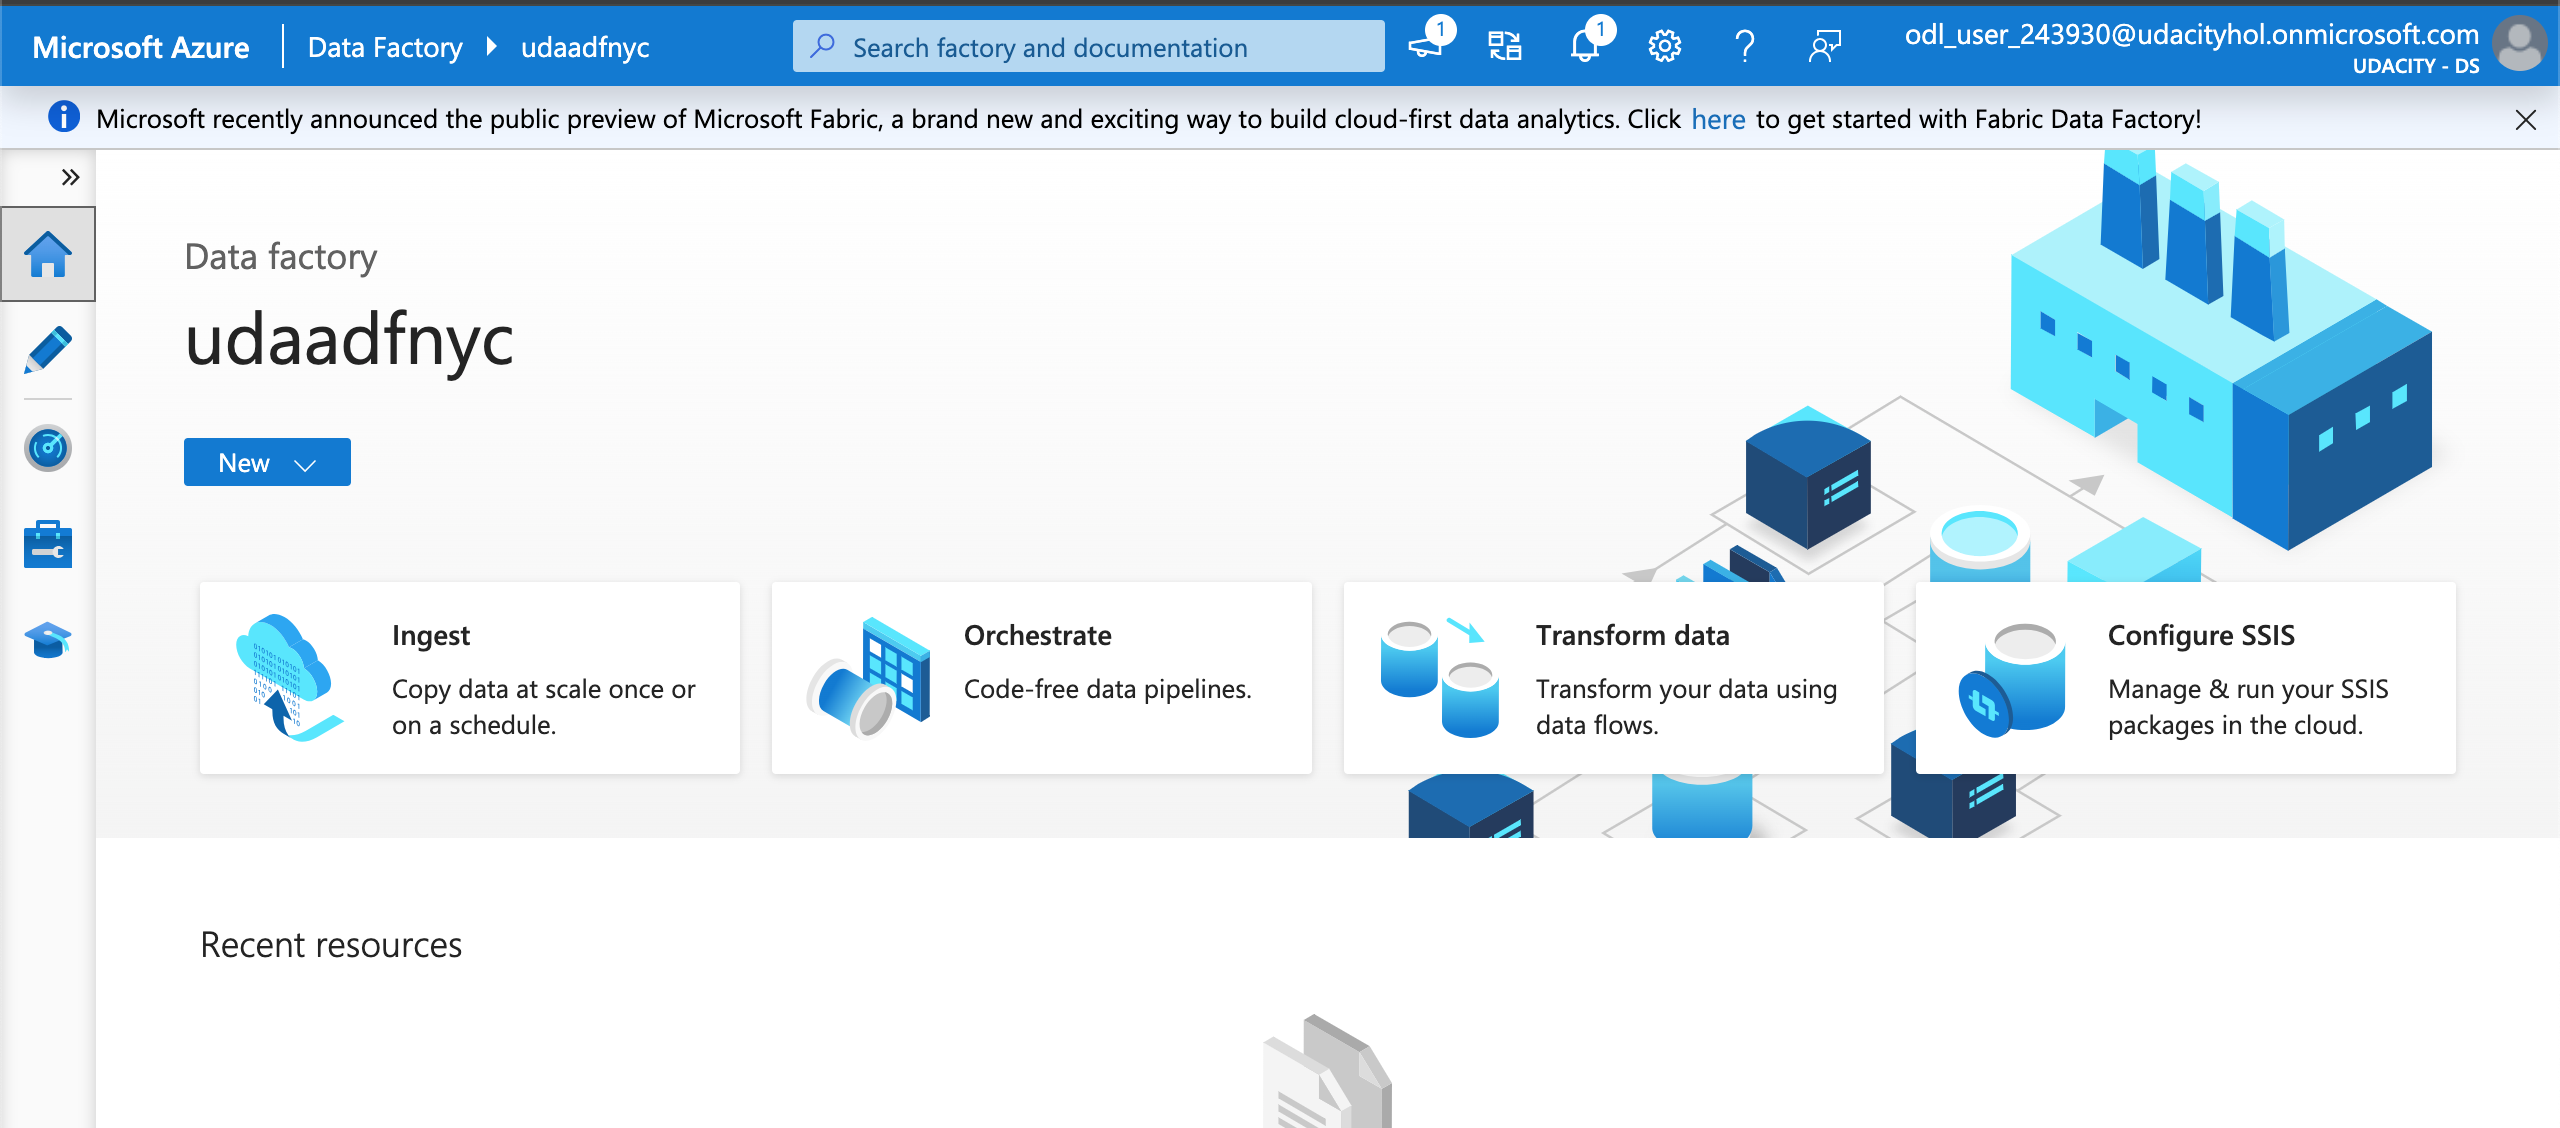 Microsoft Azure
Data Factory
udaadfnyc
Search factory and documentation
1
1
odl_user_243930@udacityhol.onmicrosoft.com
UDACITY - DS
Microsoft recently announced the public preview of Microsoft Fabric, a brand new and exciting way to build cloud-first data analytics. Click here to get started with Fabric Data Factory!
Data factory
udaadfnyc
New
Ingest
Copy data at scale once or
on a schedule.
Orchestrate
Code-free data pipelines.
Transform data
Transform your data using
data flows.
Configure SSIS
Manage & run your SSIS
packages in the cloud.
Recent resources